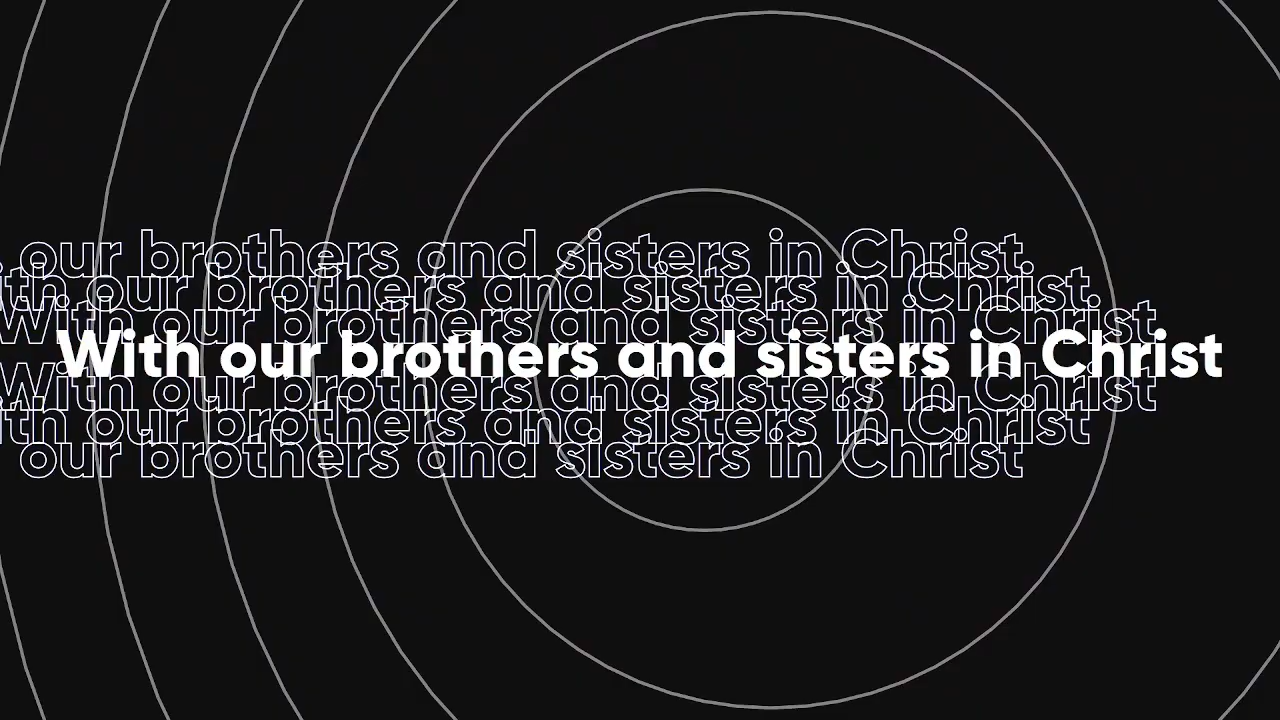 our brothers and sisters in Christ
ith our brothers and sisters in Christ
With our brothers and sisters in Christ
With our brothers and sisters in Christ
With our brothers and sisters in Christ
ith our brothers and sisters in Christ
our brothers and sisters in Christ